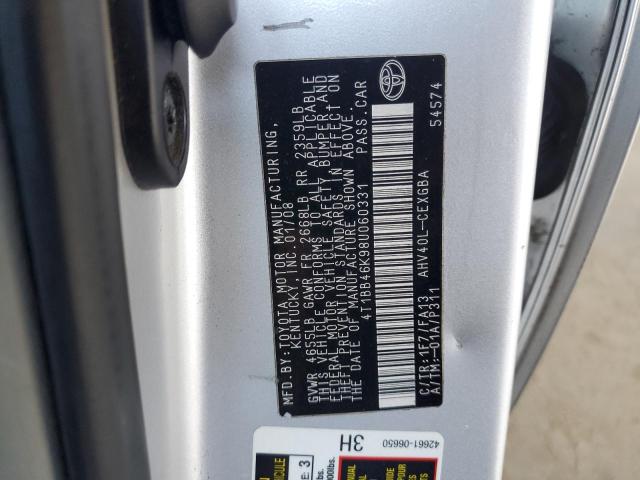 MFD.BY:TOYOTA MOTOR MANUFACTURING,
KENTUCKY, INC. 01/08
GVWR 4655LB GAWR FR 2668LB RR 2359LB
THIS VEHICLE CONFORMS TO ALL APPLICABLE
FEDERAL MOTOR VEHICLE SAFETY BUMPER, AND
THEFT PREVENTION STANDARDS IN EFFECT ON
THE DATE OF MANUFACTURE SHOWN ABOVE.
4T1BB46K98U060331 PASS.CAR
C/TR:1F7/FA13 AHV40L-CEXGBA
A/TM:-01A/P311 54574
42661-06650
3H